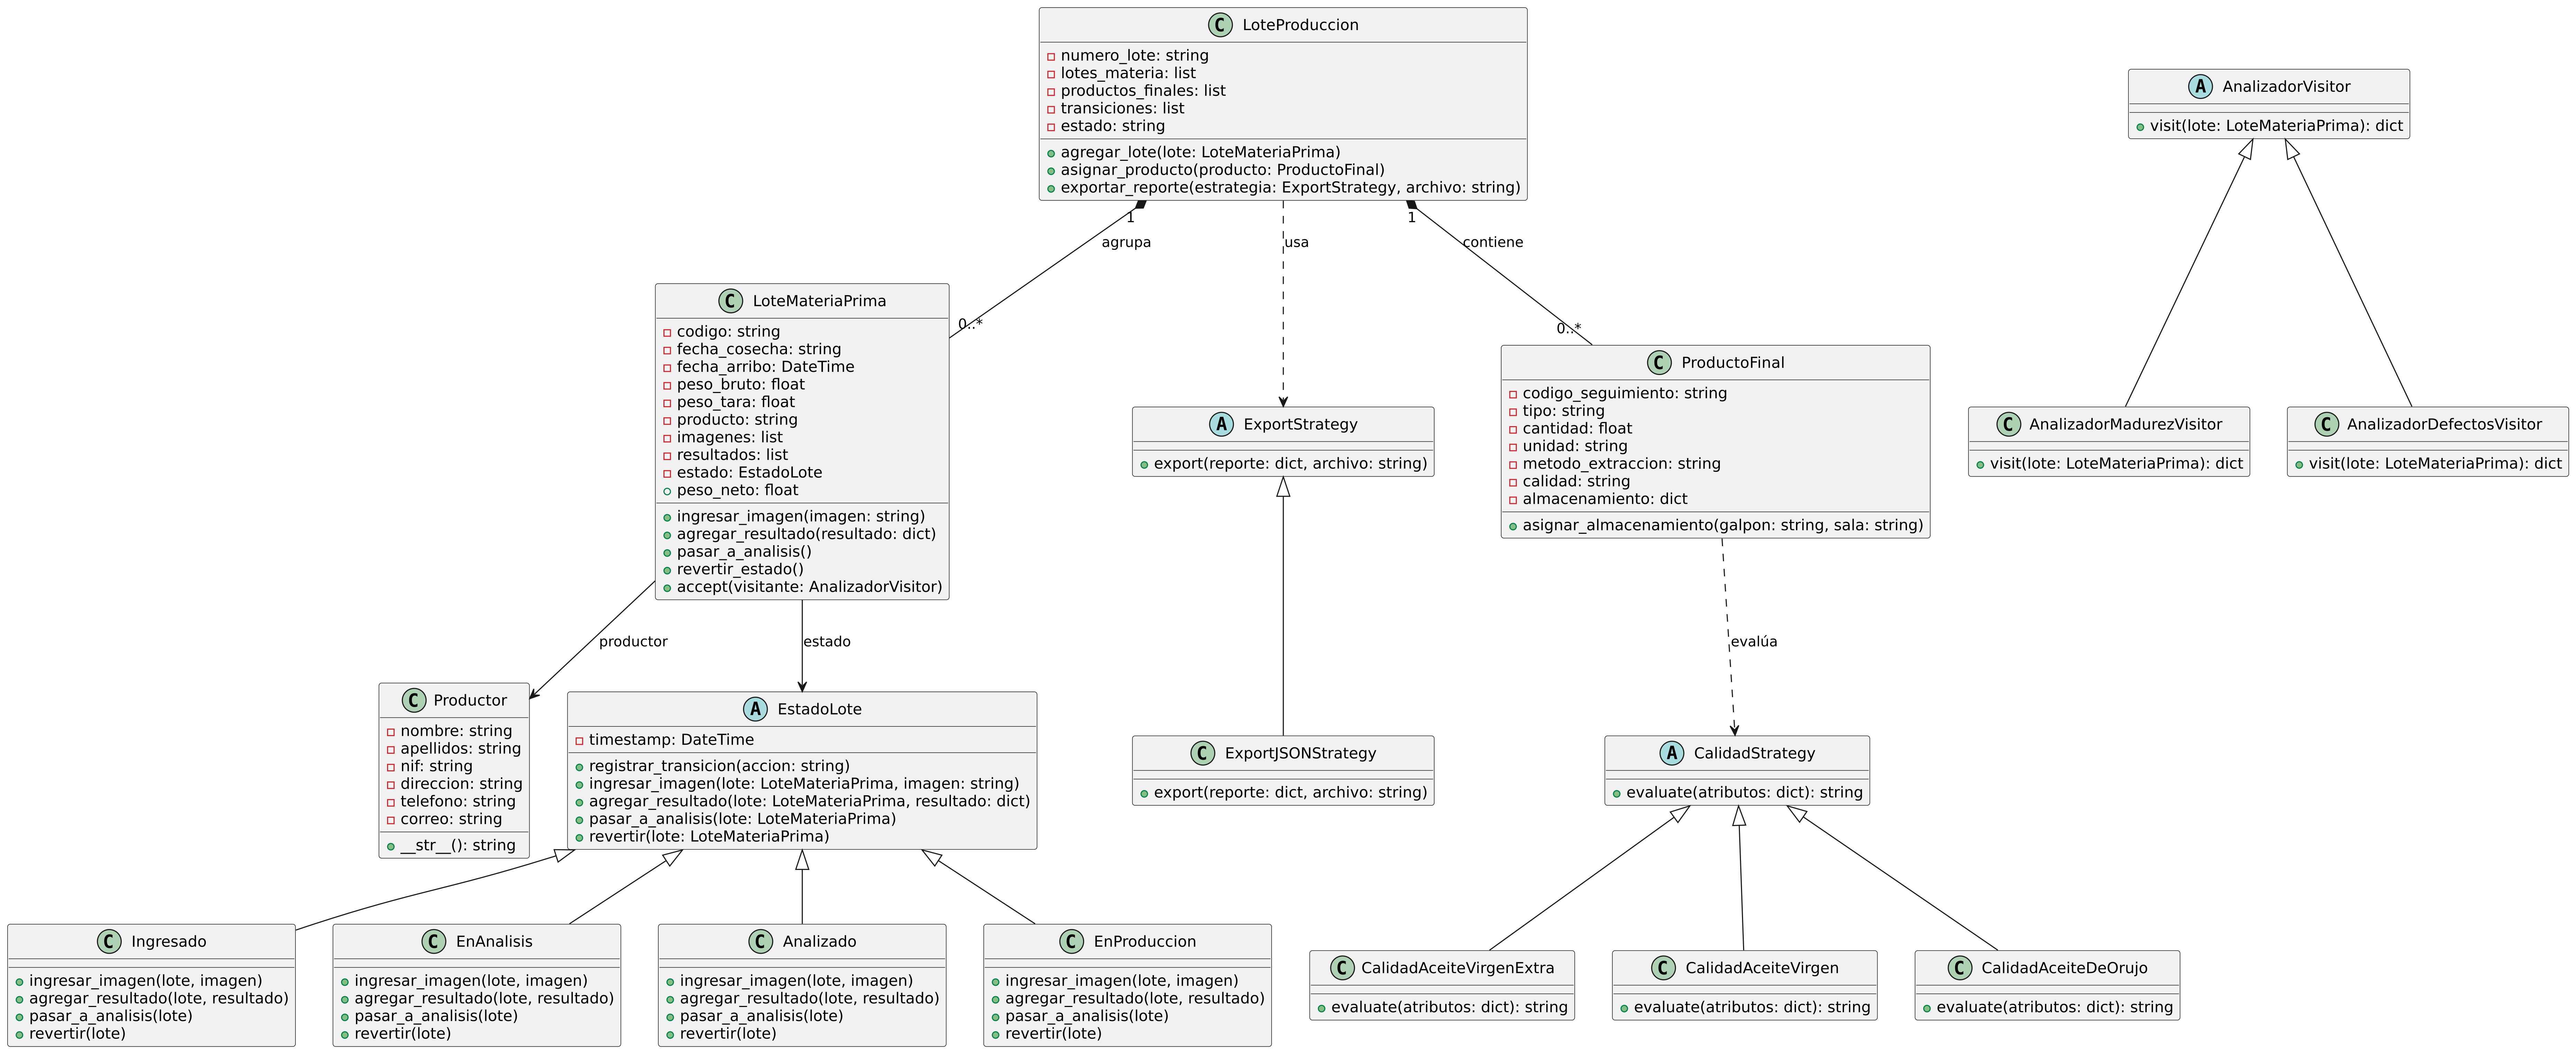 LoteProduccion
numero_lote: string
lotes_materia: list
productos_finales: list
transiciones: list
estado: string
agregar_lote(lote: LoteMateriaPrima)
asignar_producto(producto: ProductoFinal)
exportar_reporte(estrategia: ExportStrategy, archivo: string)
A AnalizadorVisitor
visit(lote: LoteMateriaPrima): dict
1
agrupa
0..*
usa
1
contiene
0..*
C LoteMateriaPrima
codigo: string
fecha_cosecha: string
fecha_arribo: DateTime
peso_bruto: float
peso_tara: float
producto: string
imagenes: list
resultados: list
estado: EstadoLote
peso_neto: float
ingresar_imagen(imagen: string)
agregar_resultado(resultado: dict)
pasar_a_analisis()
revertir_estado()
accept(visitante: AnalizadorVisitor)
A ExportStrategy
export(reporte: dict, archivo: string)
C ProductoFinal
codigo_seguimiento: string
tipo: string
cantidad: float
unidad: string
metodo_extraccion: string
calidad: string
almacenamiento: dict
asignar_almacenamiento(galpon: string, sala: string)
C AnalizadorMadurezVisitor
visit(lote: LoteMateriaPrima): dict
C AnalizadorDefectosVisitor
visit(lote: LoteMateriaPrima): dict
productor
estado
evalúa
C Productor
nombre: string
apellidos: string
nif: string
direccion: string
telefono: string
correo: string
__str__(): string
A EstadoLote
timestamp: DateTime
registrar_transicion(accion: string)
ingresar_imagen(lote: LoteMateriaPrima, imagen: string)
agregar_resultado(lote: LoteMateriaPrima, resultado: dict)
pasar_a_analisis(lote: LoteMateriaPrima)
revertir(lote: LoteMateriaPrima)
C ExportJSONStrategy
export(reporte: dict, archivo: string)
A CalidadStrategy
evaluate(atributos: dict): string
C Ingresado
ingresar_imagen(lote, imagen)
agregar_resultado(lote, resultado)
pasar_a_analisis(lote)
revertir(lote)
C EnAnalisis
ingresar_imagen(lote, imagen)
agregar_resultado(lote, resultado)
pasar_a_analisis(lote)
revertir(lote)
C Analizado
ingresar_imagen(lote, imagen)
agregar_resultado(lote, resultado)
pasar_a_analisis(lote)
revertir(lote)
C EnProduccion
ingresar_imagen(lote, imagen)
agregar_resultado(lote, resultado)
pasar_a_analisis(lote)
revertir(lote)
C CalidadAceiteVirgenExtra
evaluate(atributos: dict): string
C CalidadAceiteVirgen
evaluate(atributos: dict): string
C CalidadAceiteDeOrujo
evaluate(atributos: dict): string